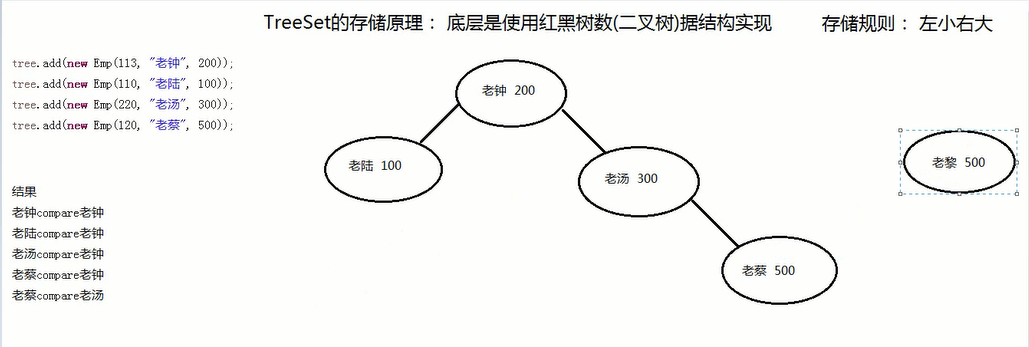 TreeSet的存储原理： 底层是使用红黑树数(二叉树)据结构实现 存储规则： 左小右大
tree.add(new Emp(113, "老钟", 200));
tree.add(new Emp(110, "老陆", 100));
tree.add(new Emp(220, "老汤", 300));
tree.add(new Emp(120, "老蔡", 500));
结果
老钟compare老钟
老陆compare老钟
老汤compare老钟
老蔡compare老钟
老蔡compare老汤
老钟 200
老陆 100
老汤 300
老蔡 500
老黎 500